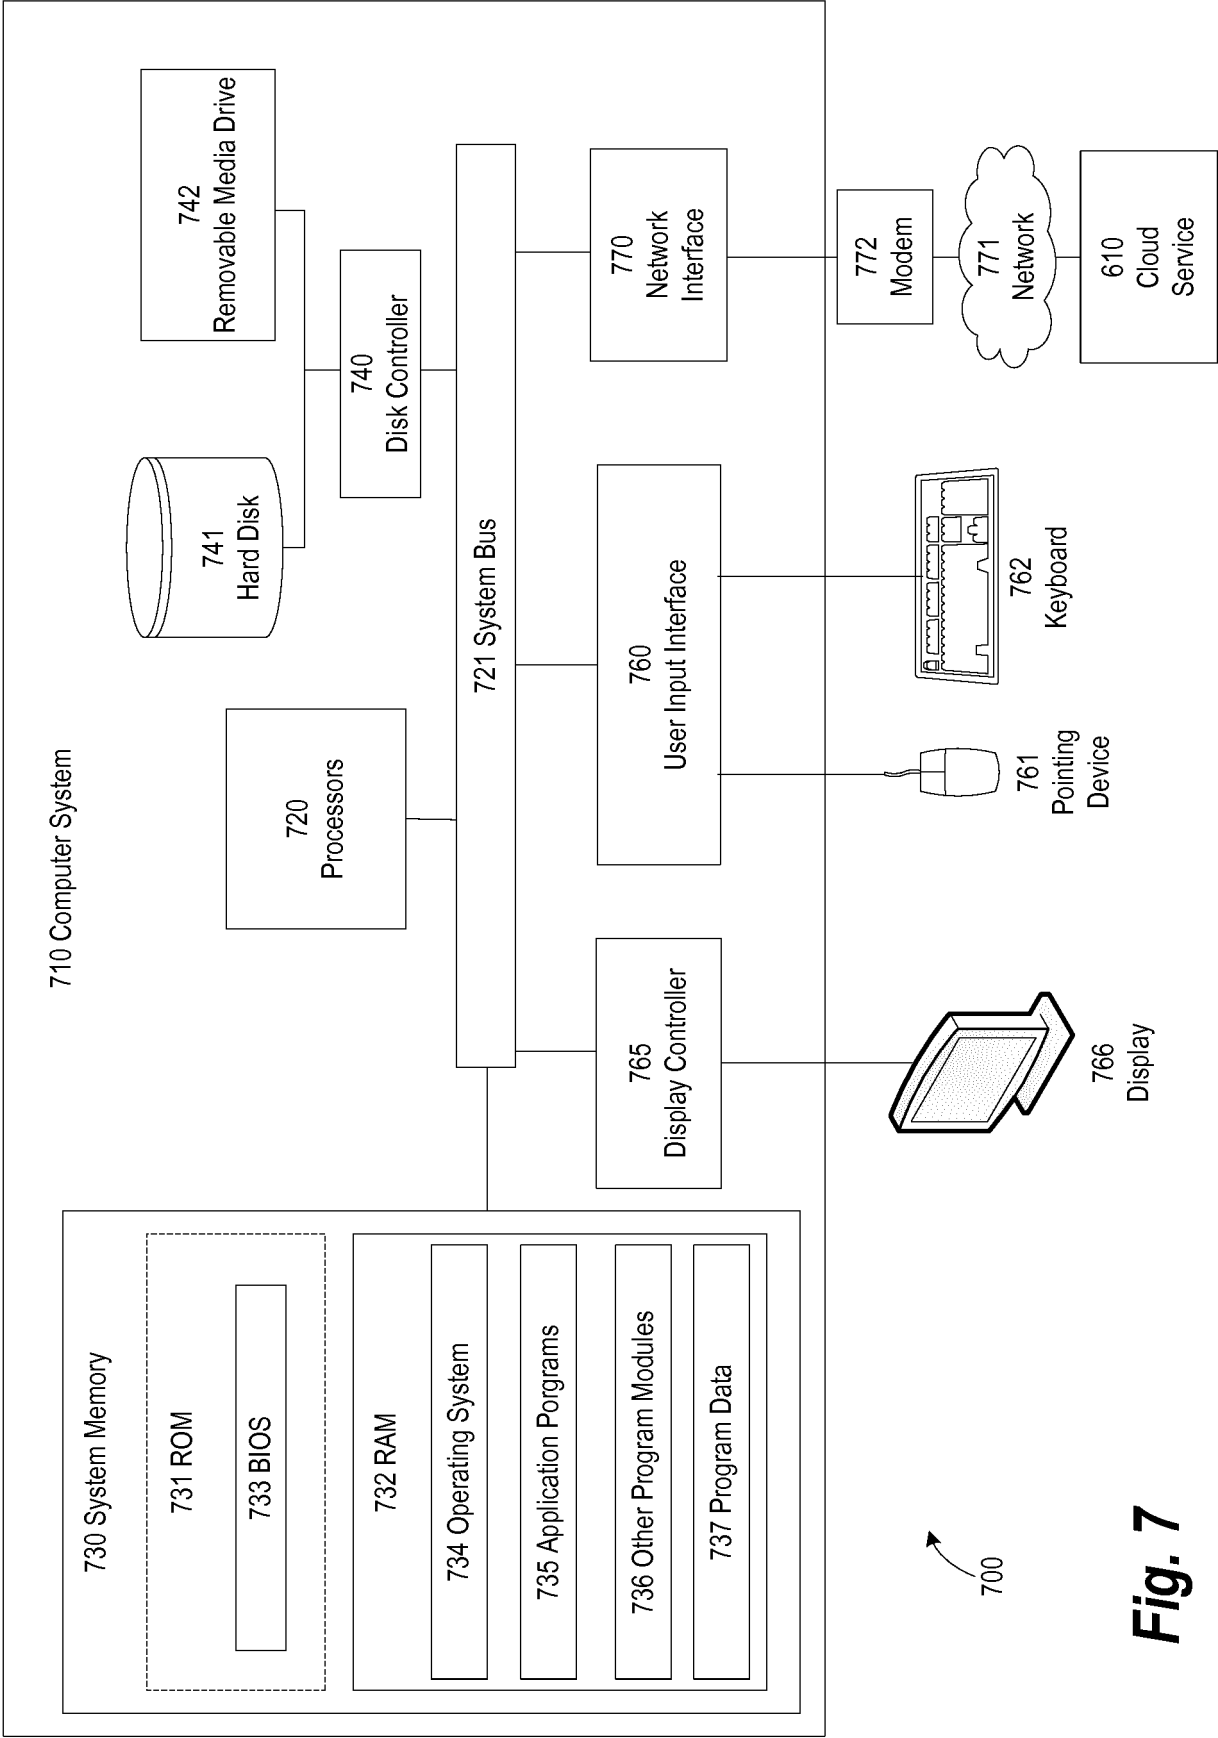 710 Computer System
730 System Memory
731 ROM
733 BIOS
732 RAM
734 Operating System
735 Application Porgrams
736 Other Program Modules
737 Program Data
720
Processors
741
Hard Disk
742
Removable Media Drive
740
Disk Controller
721 System Bus
765
Display Controller
760
User Input Interface
770
Network
Interface
766
Display
761
Pointing
Device
762
Keyboard
772
Modem
771
Network
610
Cloud
Service
700
Fig. 7